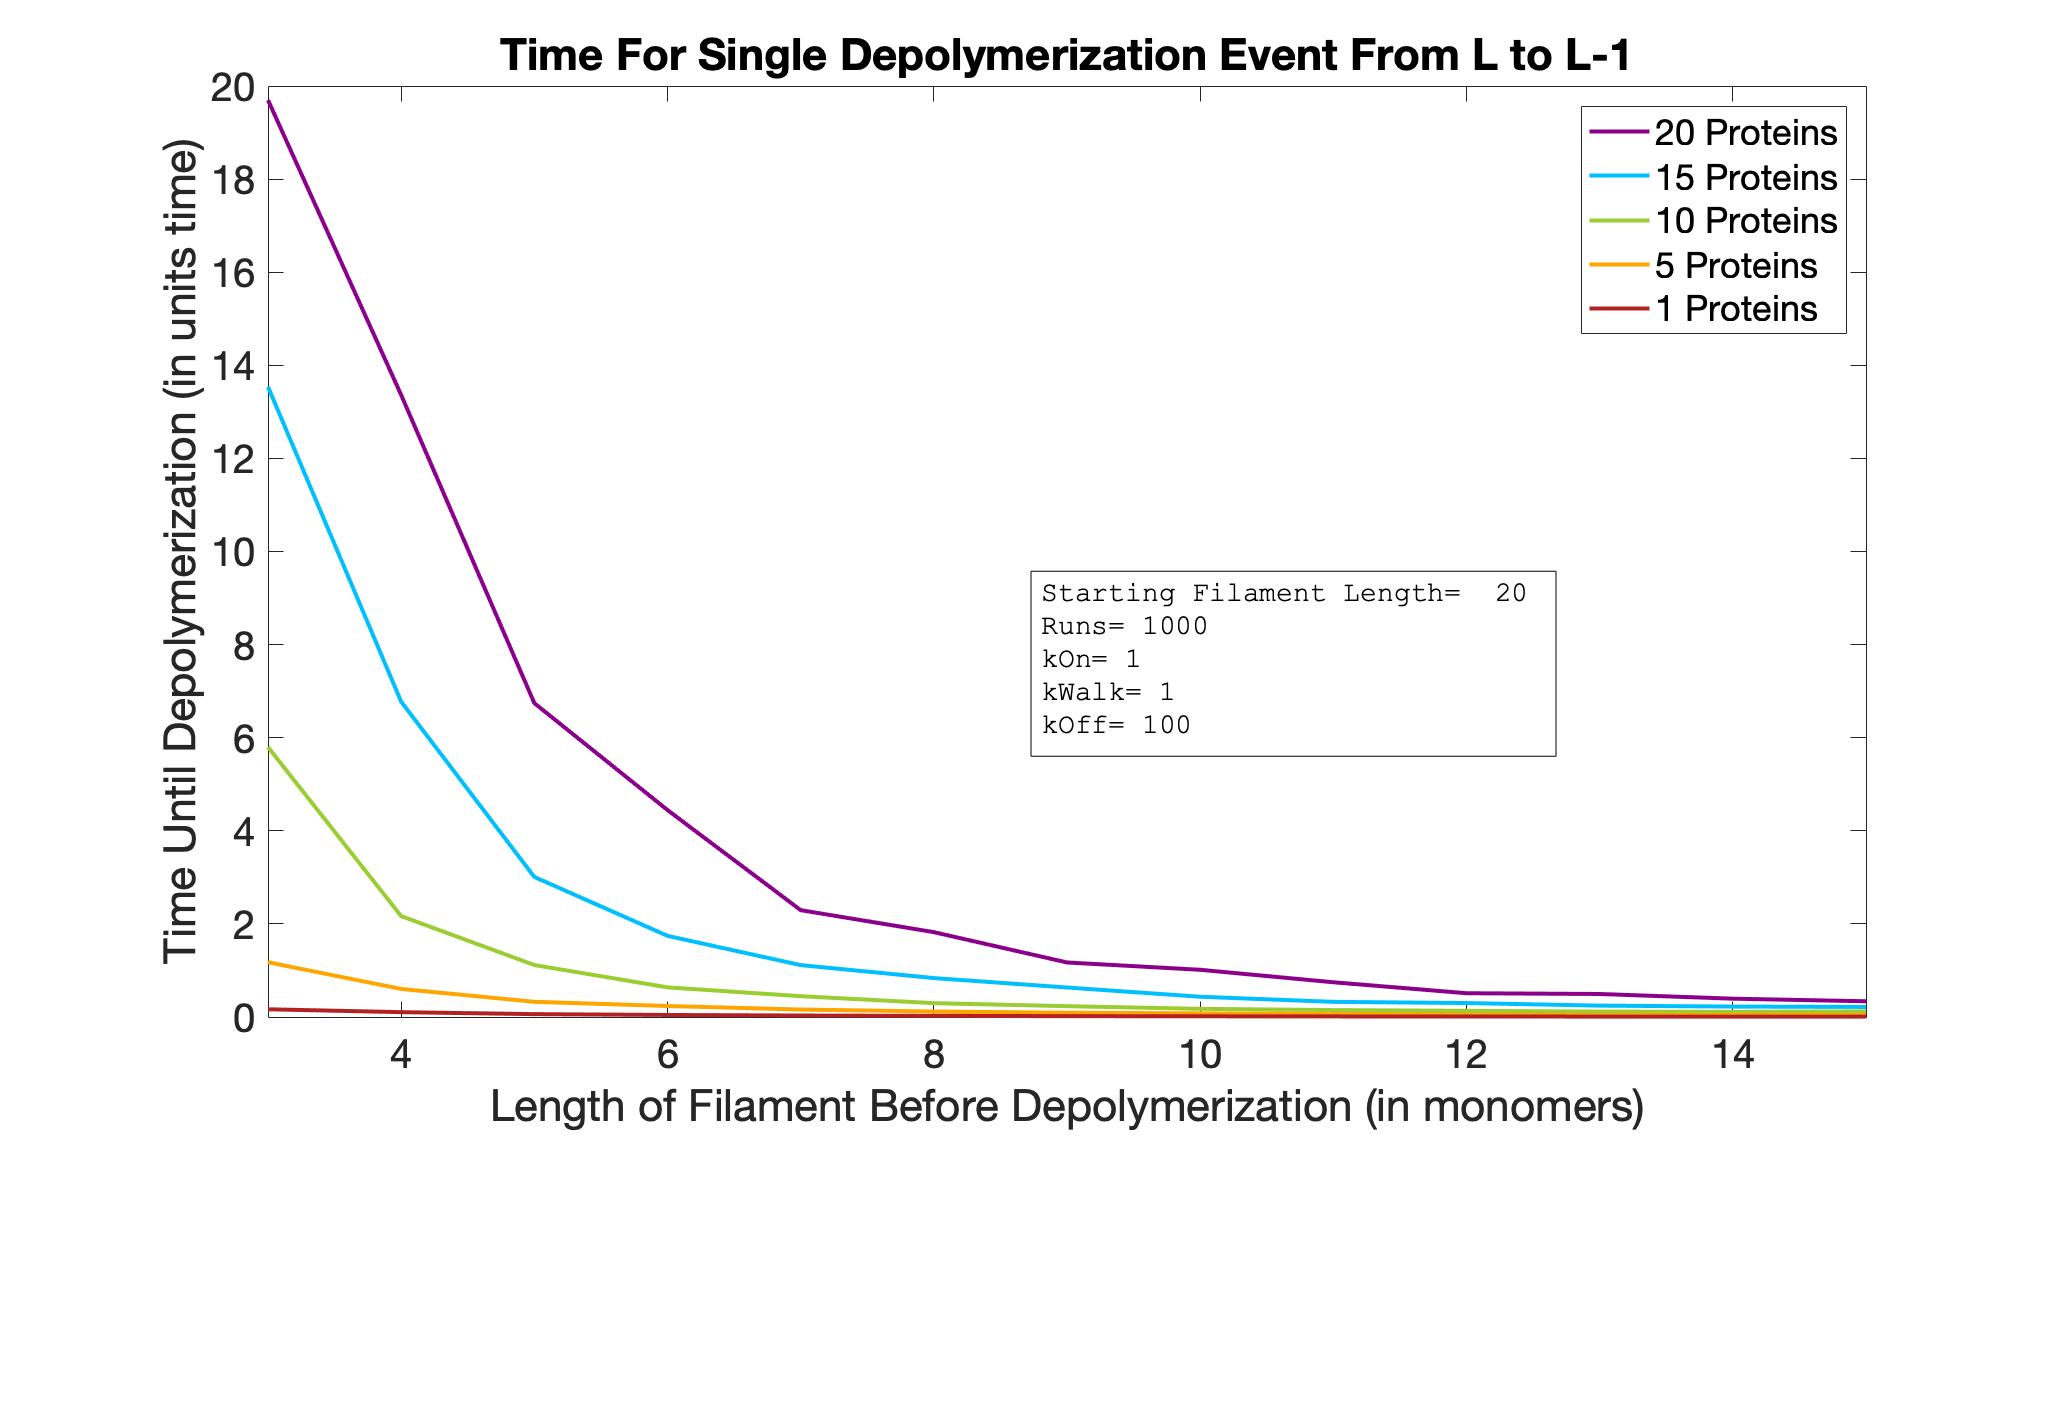 Time For Single Depolymerization Event From L to L-1
Time Until Depolymerization (in units time)
20
18
16
14
12
10
8
6
4
2
0
20 Proteins
15 Proteins
10 Proteins
5 Proteins
1 Proteins
Starting Filament Length= 20
Runs= 1000
kOn= 1
kWalk= 1
kOff= 100
4 6 8 10 12 14
Length of Filament Before Depolymerization (in monomers)